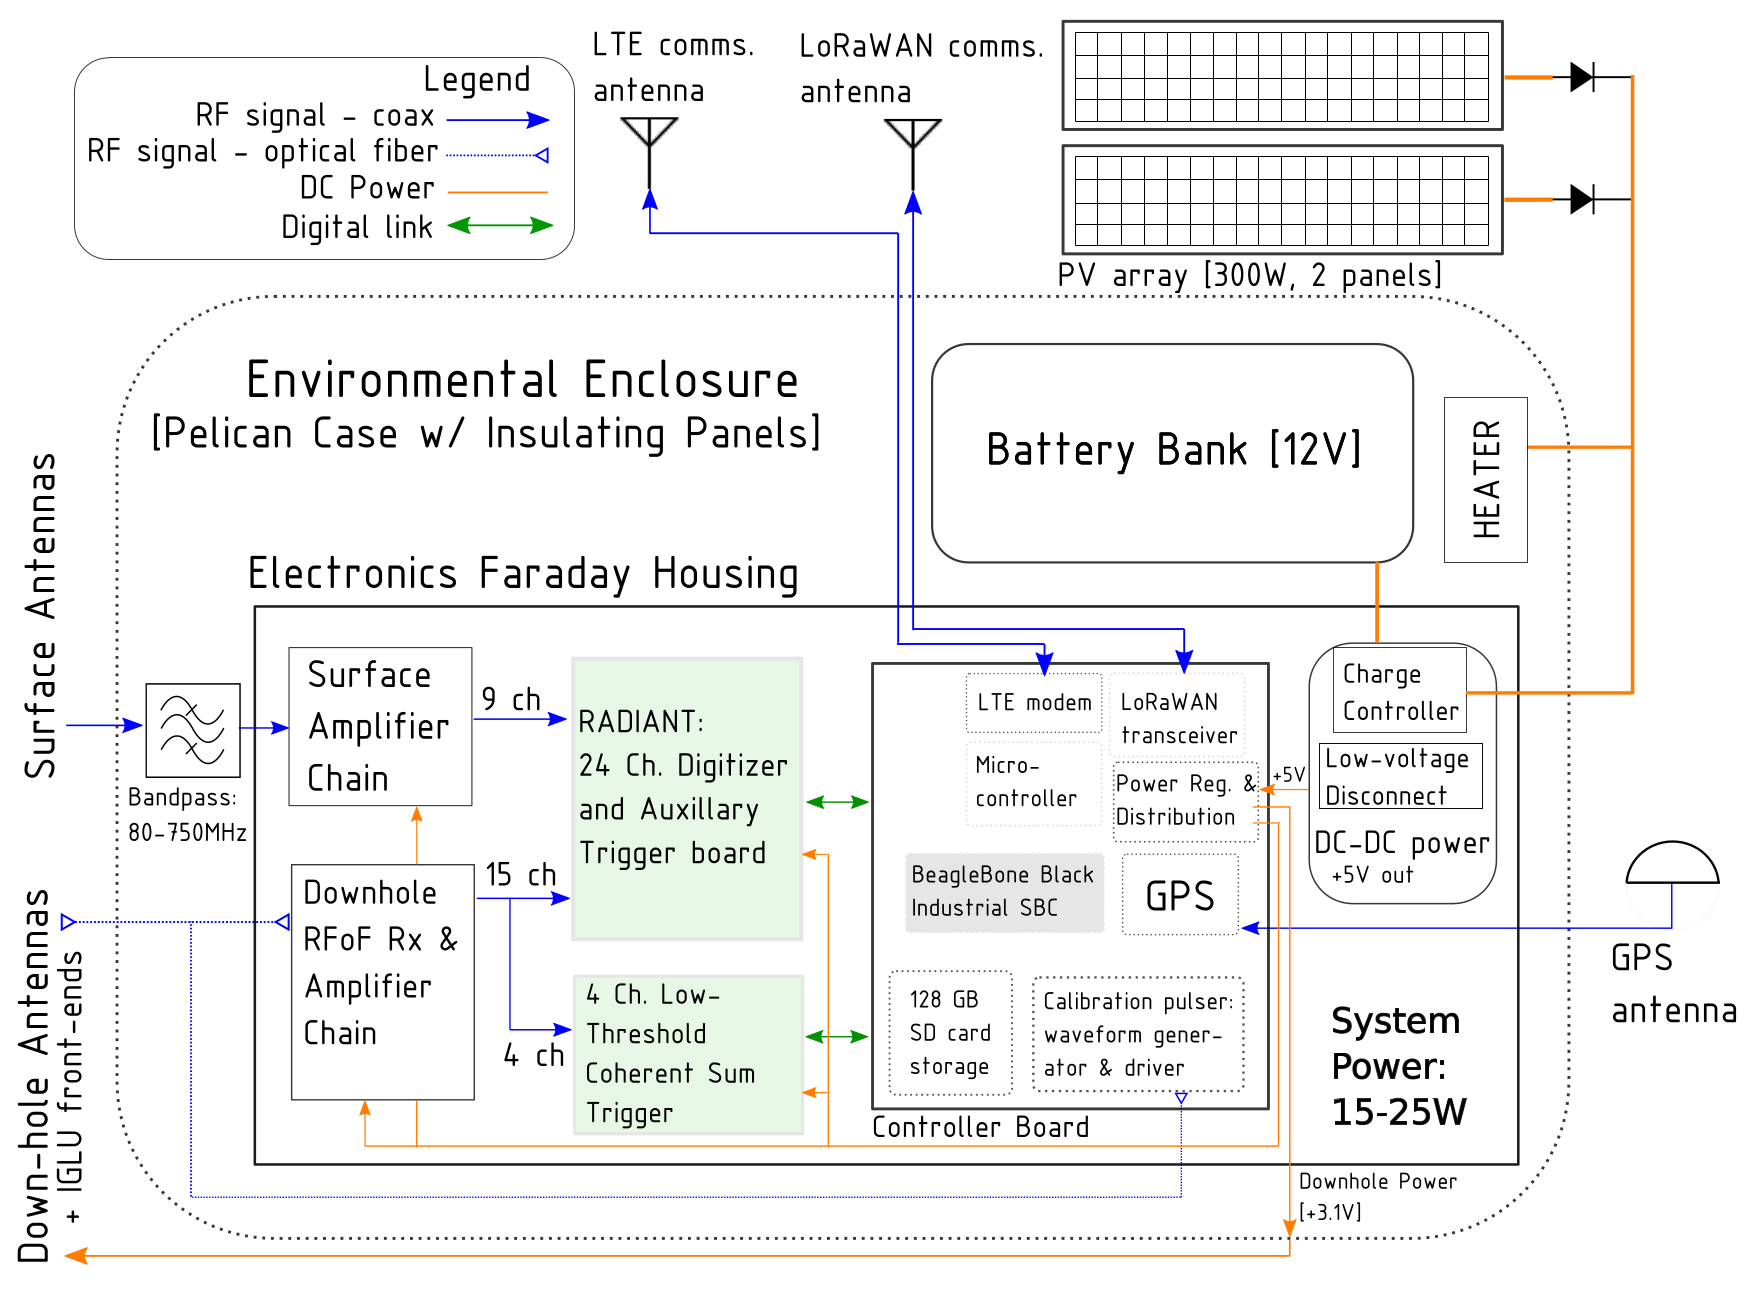 Legend
RF signal - coax
RF signal - optical fiber
DC Power
Digital link
LTE comms.
antenna
LoRaWAN comms.
antenna
PV array [300W, 2 panels]
Environmental Enclosure
[Pelican Case w/ Insulating Panels]
Battery Bank [12V]
HEATER
Surface Antennas
Electronics Faraday Housing
Bandpass:
80-750MHz
Surface
Amplifier
Chain
9 ch
RADIANT:
24 Ch. Digitizer
and Auxillary
Trigger board
LTE modem
LoRaWAN
transceiver
Micro-
controller
Power Reg. &
Distribution
+5V
Charge
Controller
Low-voltage
Disconnect
DC-DC power
+5V out
Down-hole Antennas
+ IGLU front-ends
Downhole
RFoF Rx &
Amplifier
Chain
15 ch
4 ch
4 Ch. Low-
Threshold
Coherent Sum
Trigger
BeagleBone Black
Industrial SBC
GPS
128 GB
SD card
storage
Calibration pulser:
waveform gener-
ator & driver
Controller Board
GPS
antenna
System
Power:
15-25W
Downhole Power
[+3.1V]